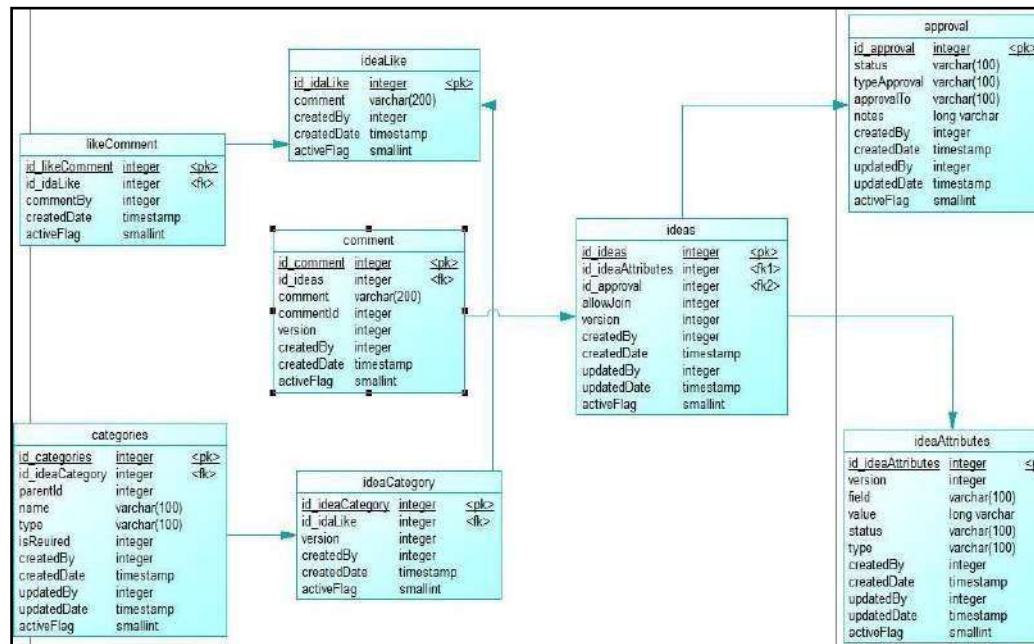 approval
id_approval integer <pk>
status varchar(100)
typeApproval varchar(100)
approvalTo varchar(100)
notes long varchar
createdBy integer
createdDate timestamp
updatedBy integer
updatedDate timestamp
activeFlag smallint
ideaLike
id_idaLike integer <pk>
comment varchar(200)
createdBy integer
createdDate timestamp
activeFlag smallint
likeComment
id_likeComment integer <pk>
id_idaLike integer <fk>
commentBy integer
createdDate timestamp
activeFlag smallint
comment
id_comment integer <pk>
id_ideas integer <fk>
comment varchar(200)
commentId integer
version integer
createdBy integer
createdDate timestamp
activeFlag smallint
ideas
id_ideas integer <pk>
id_ideaAttributes integer <fk1>
id_approval integer <fk2>
allowJoin integer
version integer
createdBy integer
createdDate timestamp
updatedBy integer
updatedDate timestamp
activeFlag smallint
categories
id_categories integer <pk>
id_ideaCategory integer <fk>
parentId integer
name varchar(100)
type varchar(100)
isReuired integer
createdBy integer
createdDate timestamp
updatedBy integer
updatedDate timestamp
activeFlag smallint
ideaCategory
id_ideaCategory integer <pk>
id_idaLike integer <fk>
version integer
createdBy integer
createdDate timestamp
activeFlag smallint
ideaAttributes
id_ideaAttributes integer <p
version integer
field varchar(100)
value long varchar
status varchar(100)
type varchar(100)
createdBy integer
createdDate timestamp
updatedBy integer
updatedDate timestamp
activeFlag smallint